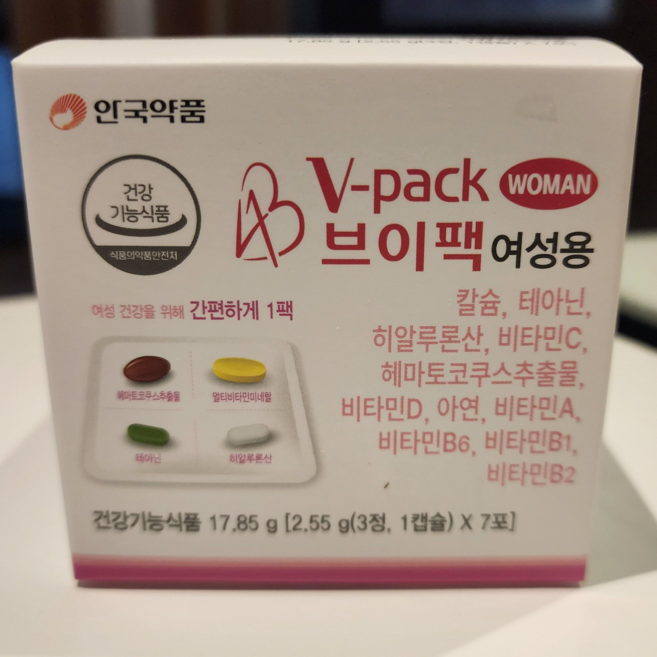 안국약품
건강
기능식품
식품의약품안전처
AB
V-pack WOMAN
브이팩 여성용
여성 건강을 위해 간편하게 1팩
칼슘, 테아닌,
히알루론산, 비타민C,
헤마토코쿠스추출물,
비타민D, 아연, 비타민A,
비타민B6, 비타민B1,
비타민B2
헤마토코쿠스추출물
멀티비타민미네랄
테아닌
히알루론산
건강기능식품 17.85 g [2.55 g(3정, 1캡슐) X 7포]